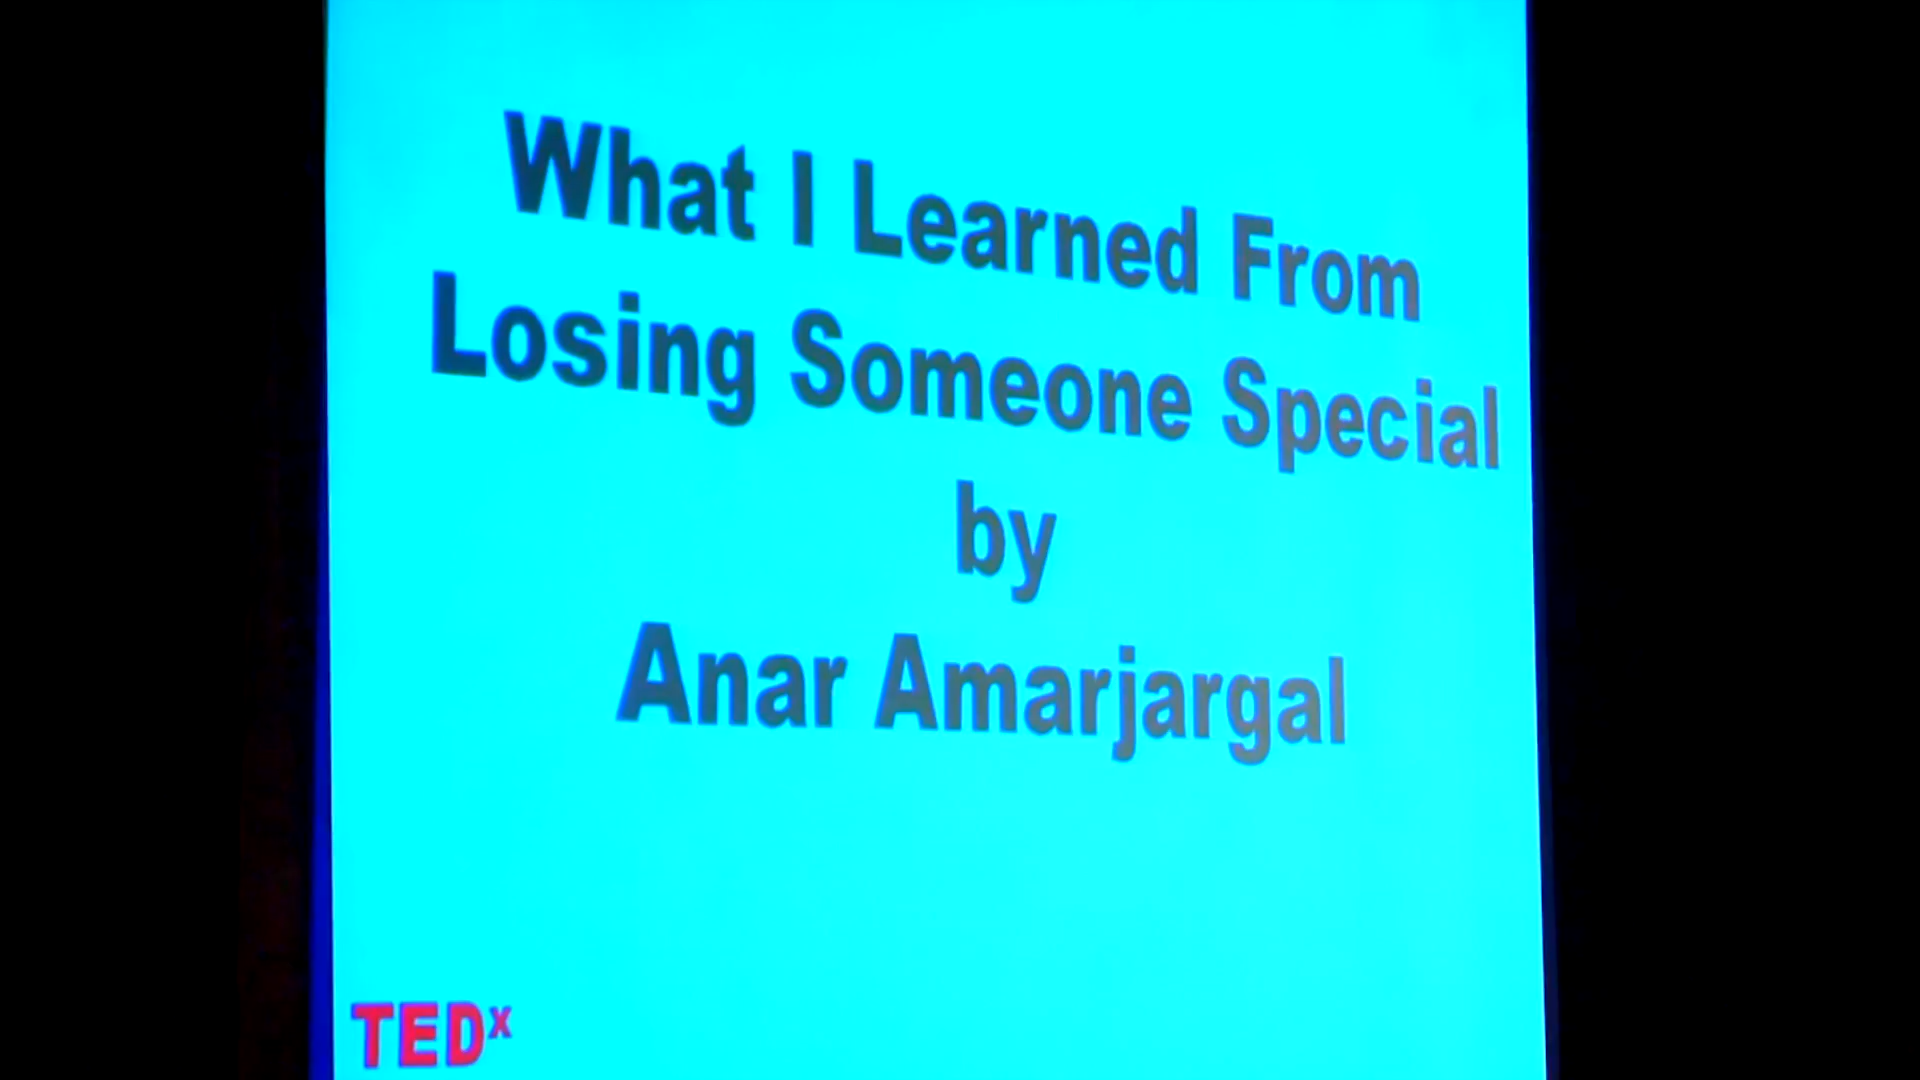 What I Learned From
Losing Someone Special
by
Anar Amarjargal
TEDx